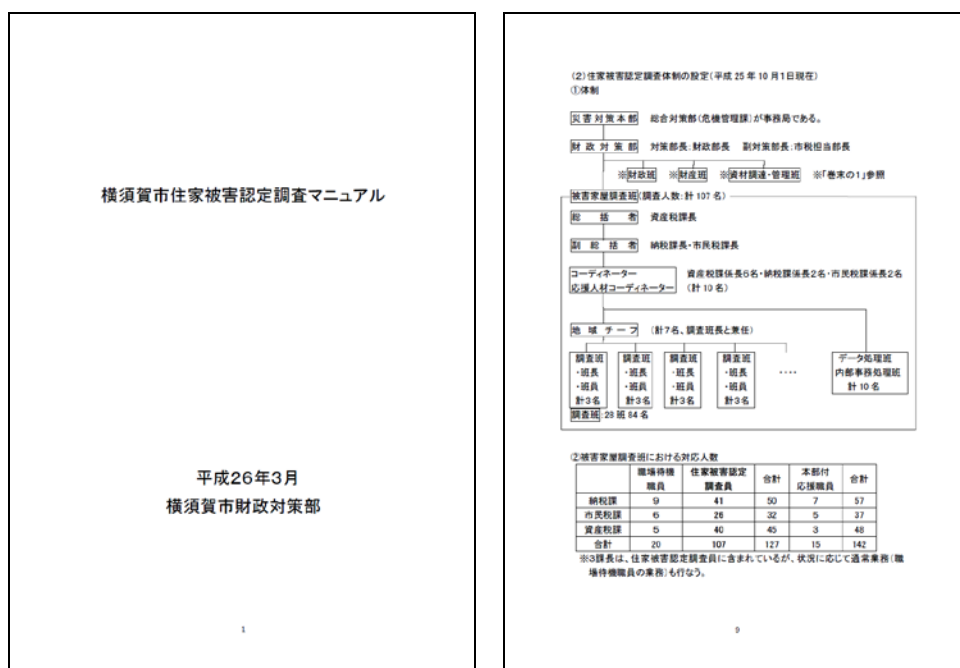 横須賀市住家被害認定調査マニュアル
平成26年3月
横須賀市財政対策部
1
(2)住家被害認定調査体制の設定(平成 25 年 10 月1日現在)
①体制
災害対策本部 総合対策部(危機管理課)が事務局である。
財政対策部 対策部長:財政部長 副対策部長:市税担当部長
※財政班 ※財産班 ※資材調達・管理班 ※「巻末の1」参照
被害家屋調査班(調査人数:計 107 名)
総括者 資産税課長
副総括者 納税課長・市民税課長
コーディネーター 資産税課係長6名・納税課係長2名・市民税課係長2名
応援人材コーディネーター (計 10 名)
地域チーフ (計7名、調査班長と兼任)
調査班 調査班 調査班 調査班 データ処理班
・班長 ・班長 ・班長 ・班長 ‥‥ 内部事務処理班
・班員 ・班員 ・班員 ・班員 計 10 名
計3名 計3名 計3名 計3名
調査班:28 班 84 名
②被害家屋調査班における対応人数
職場待機職員 住家被害認定調査員 合計 本部付応援職員 合計
納税課 9 41 50 7 57
市民税課 6 26 32 5 37
資産税課 5 40 45 3 48
合計 20 107 127 15 142
※3課長は、住家被害認定調査員に含まれているが、状況に応じて通常業務(職
場待機職員の業務)も行なう。
9